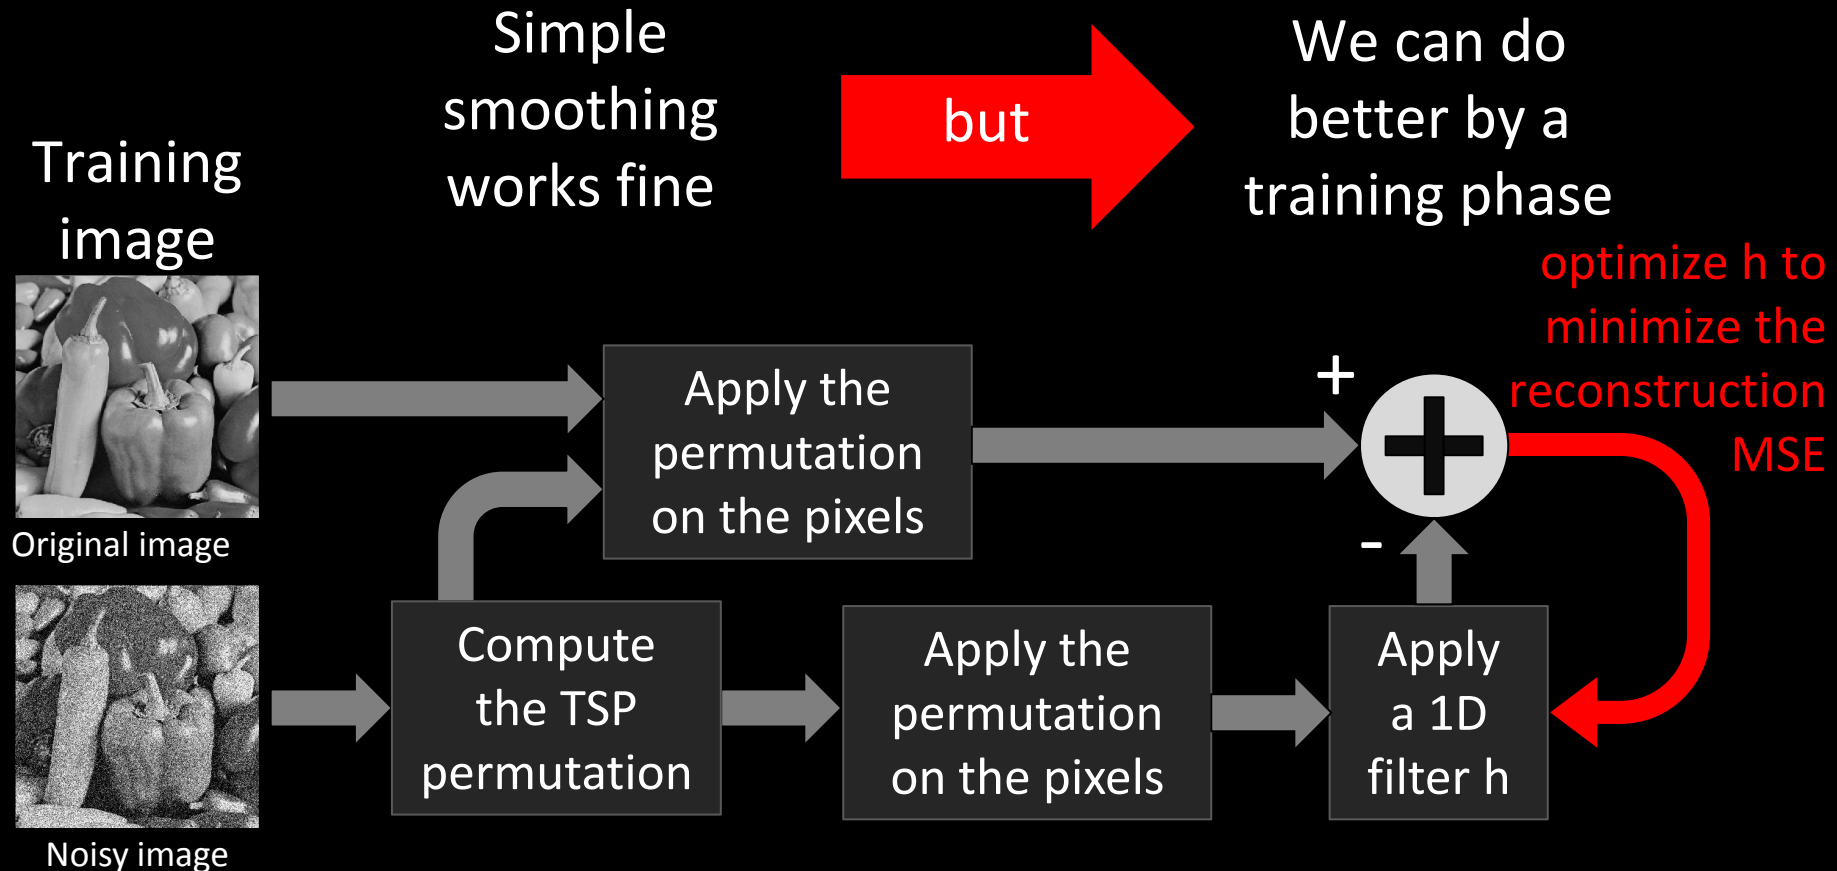 Simple
smoothing
works fine
but
We can do
better by a
training phase
Training
image
optimize h to
minimize the
reconstruction
MSE
Original image
Apply the
permutation
on the pixels
+
-
Noisy image
Compute
the TSP
permutation
Apply the
permutation
on the pixels
Apply
a 1D
filter h